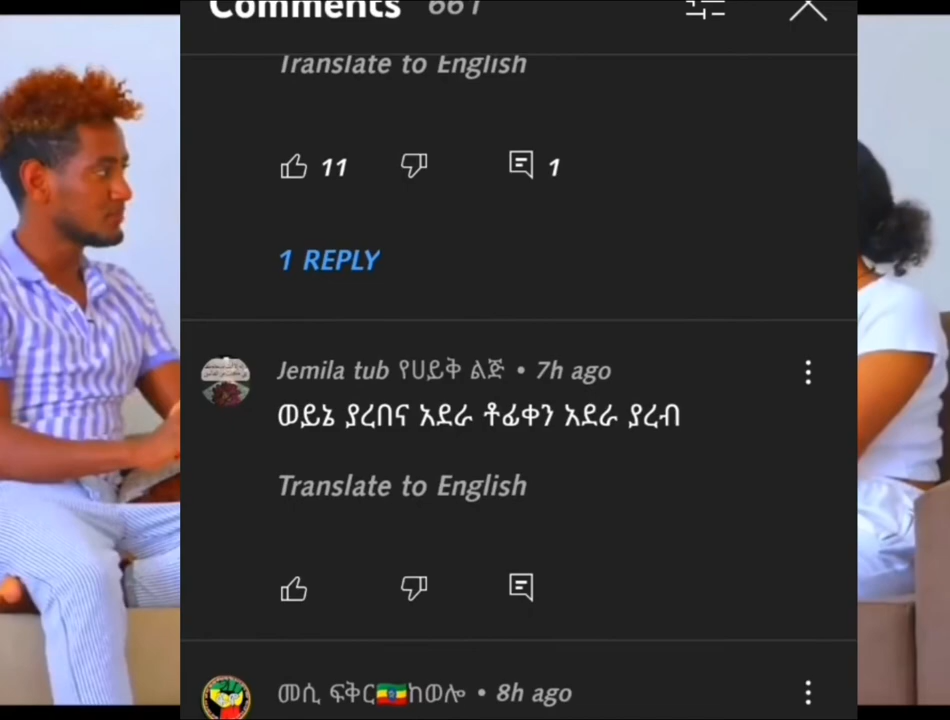 Comments 661
Translate to English
11 1
1 REPLY
Jemila tub የሀይቅ ልጅ • 7h ago
ወይኔ ያረበና አደራ ቶፊቀን አደራ ያረብ
Translate to English
መሲ ፍቅር🇪🇹ከወሎ • 8h ago